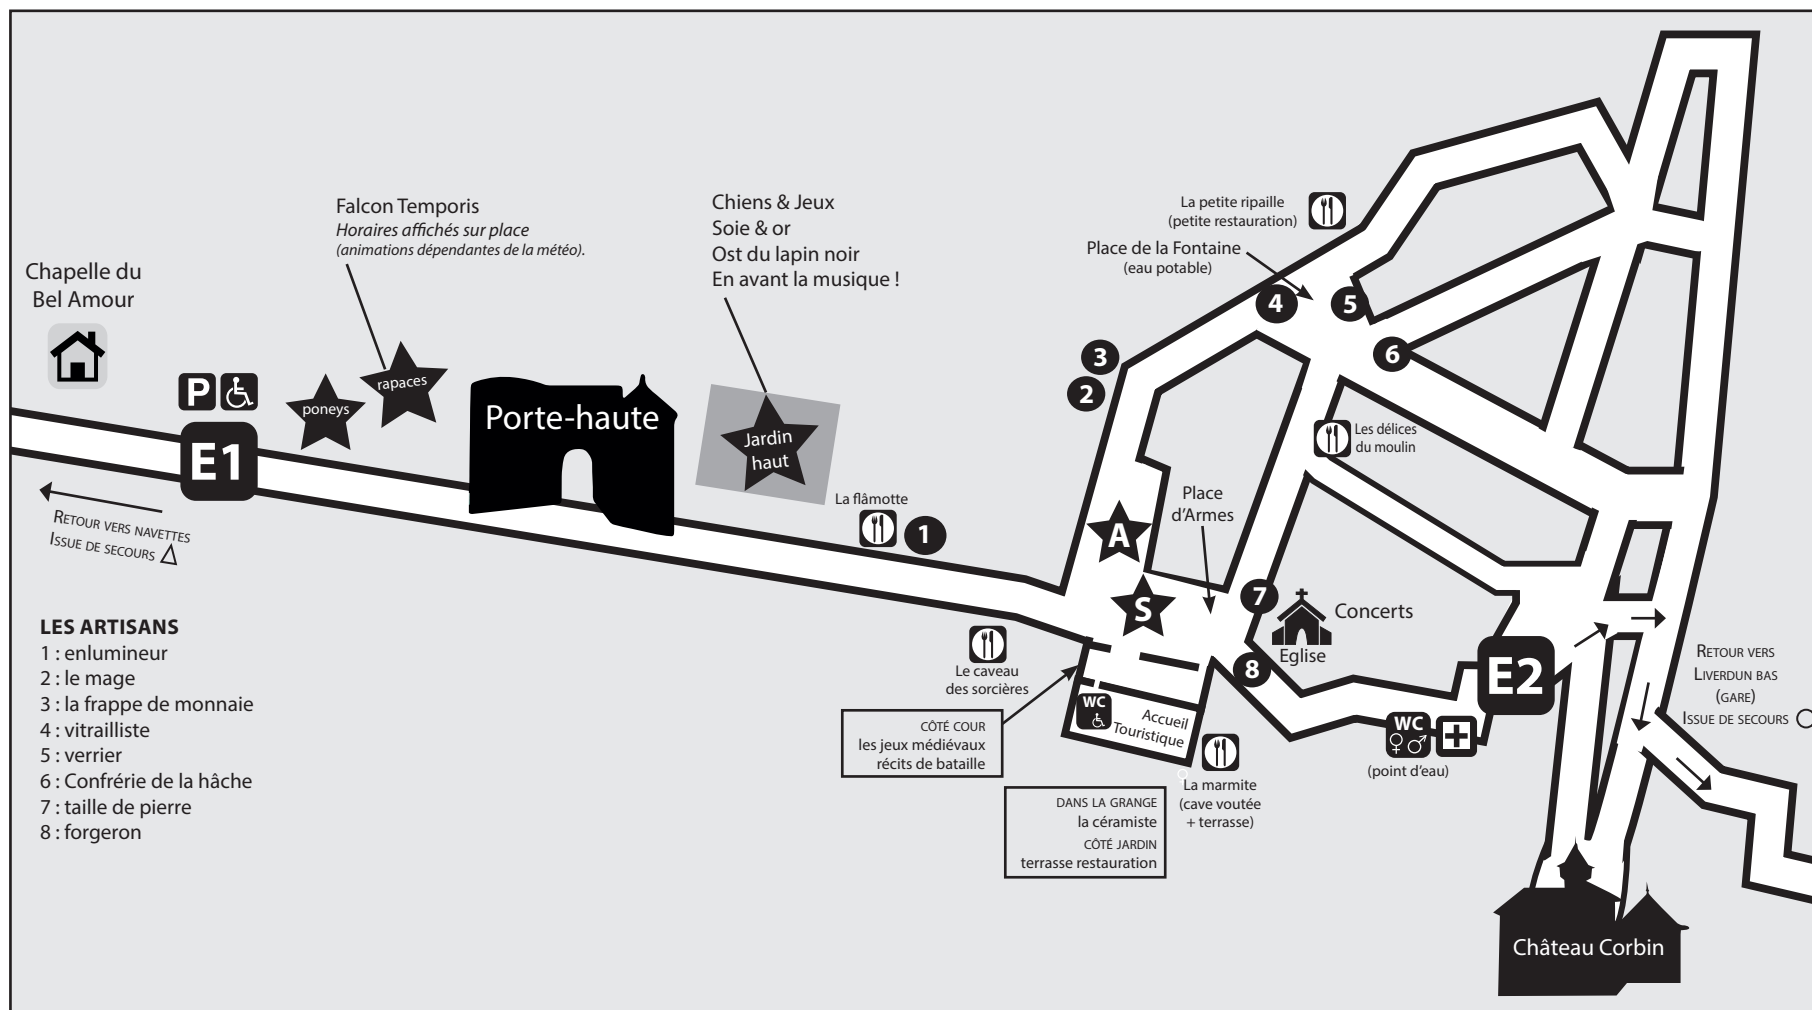 Chapelle du
Bel Amour
P
E1
RETOUR VERS NAVETTES
ISSUE DE SECOURS
Falcon Temporis
Horaires affichés sur place
(animations dépendantes de la météo).
poneys
rapaces
Porte-haute
Chiens & Jeux
Soie & or
Ost du lapin noir
En avant la musique !
Jardin
haut
La flâmotte
1
LES ARTISANS
1 : enlumineur
2 : le mage
3 : la frappe de monnaie
4 : vitrailliste
5 : verrier
6 : Confrérie de la hâche
7 : taille de pierre
8 : forgeron
La petite ripaille
(petite restauration)
Place de la Fontaine
(eau potable)
4
5
6
3
2
Les délices
du moulin
A
Place
d'Armes
S
7
Concerts
Eglise
8
Le caveau
des sorcières
CÔTÉ COUR
les jeux médiévaux
récits de bataille
WC
Accueil
Touristique
DANS LA GRANGE
la céramiste
CÔTÉ JARDIN
terrasse restauration
La marmite
(cave voutée
+ terrasse)
WC
(point d'eau)
E2
RETOUR VERS
LIVERDUN BAS
(GARE)
ISSUE DE SECOURS
Château Corbin